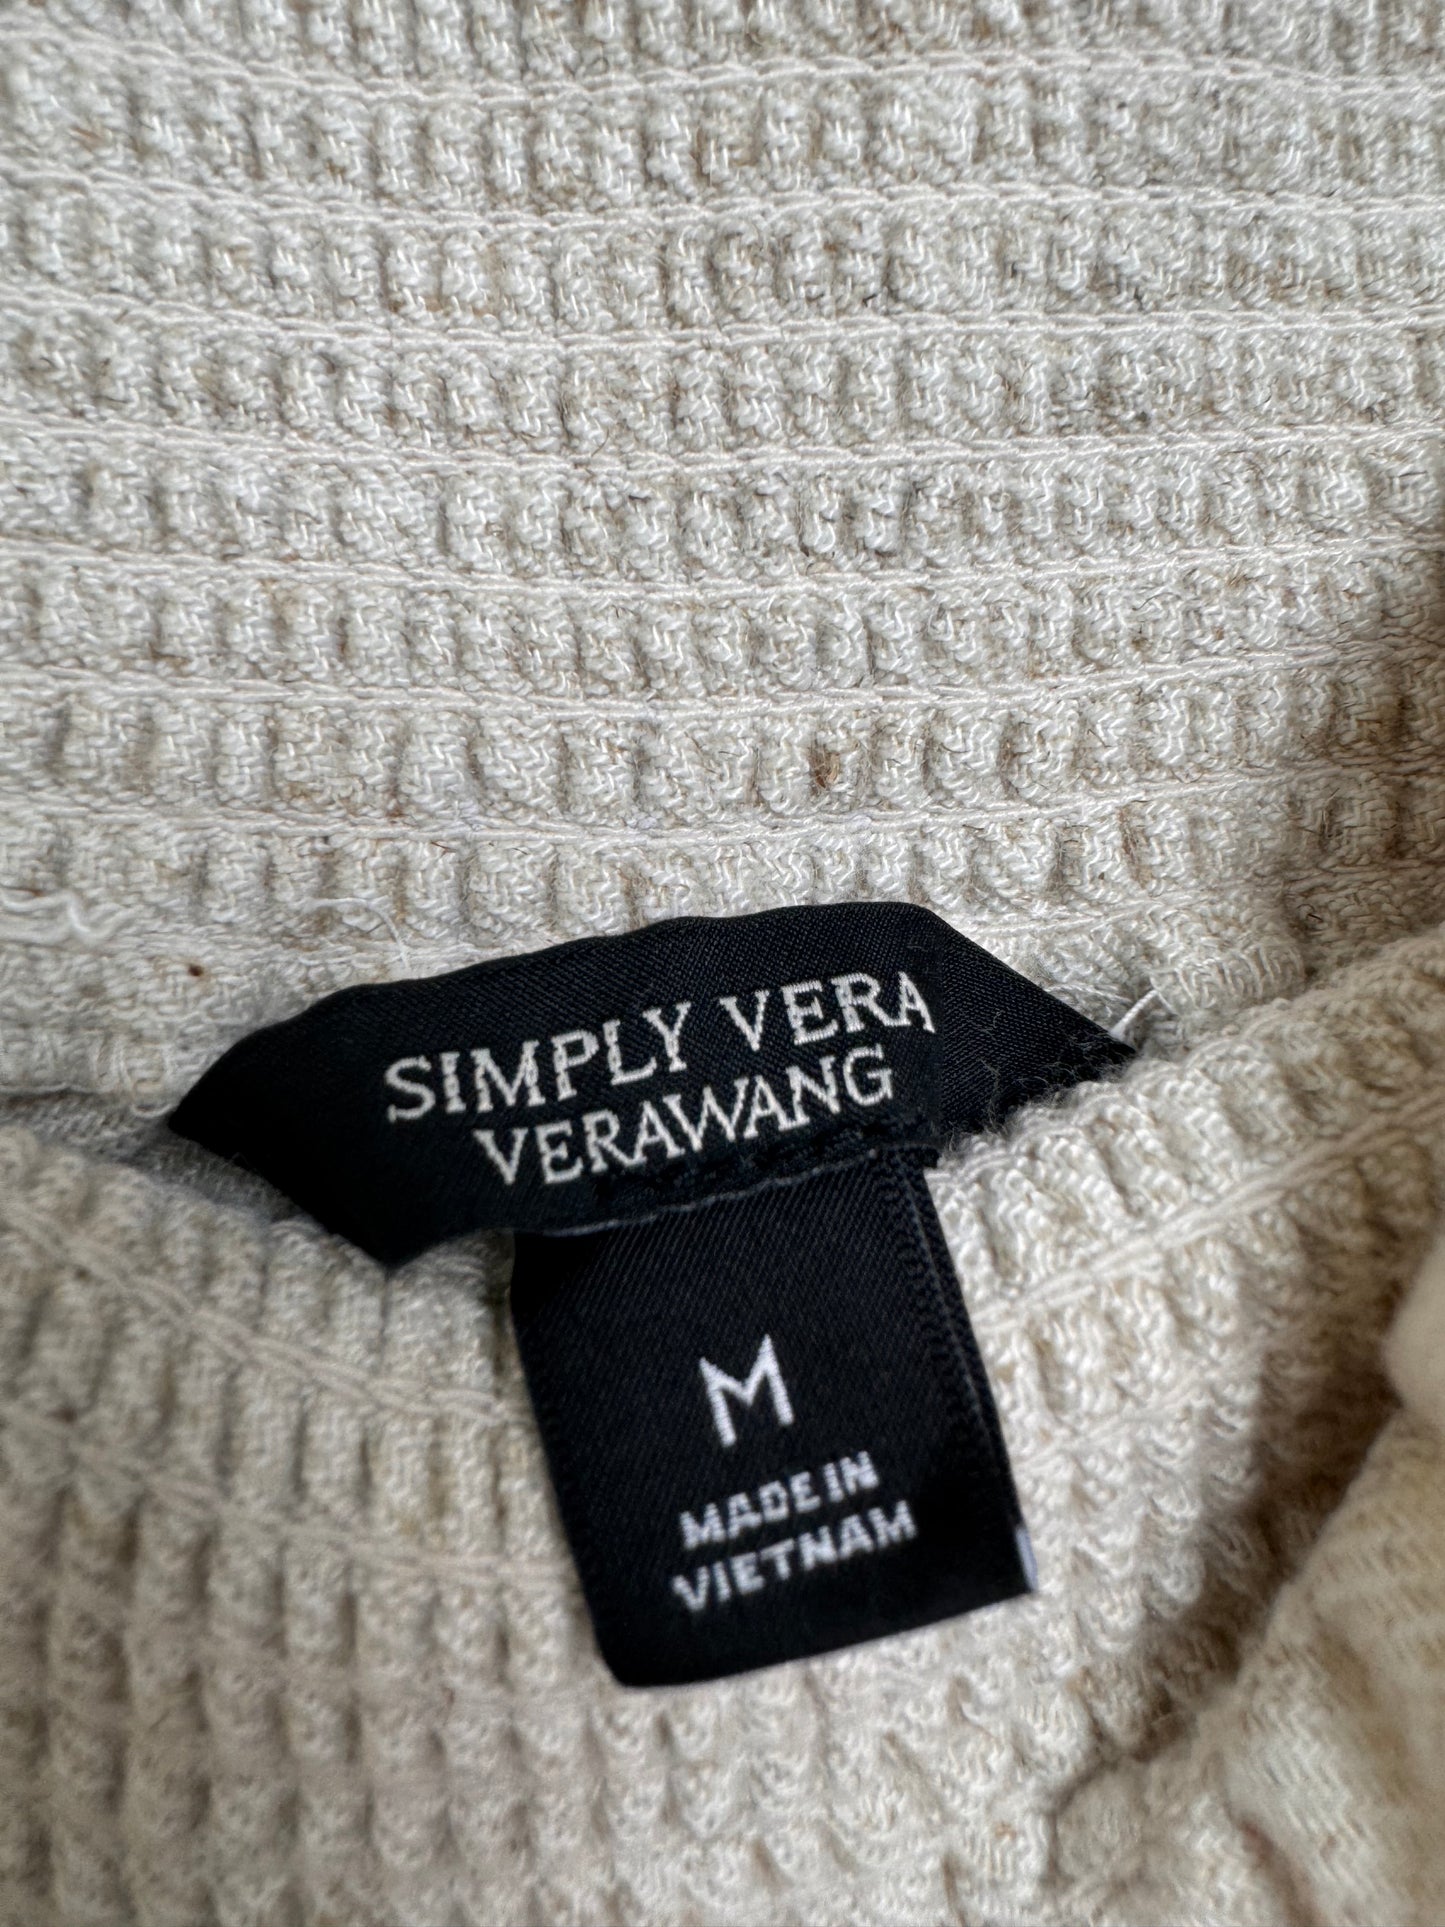 SIMPLY VERA
VERAWANG
M
MADE IN
VIETNAM